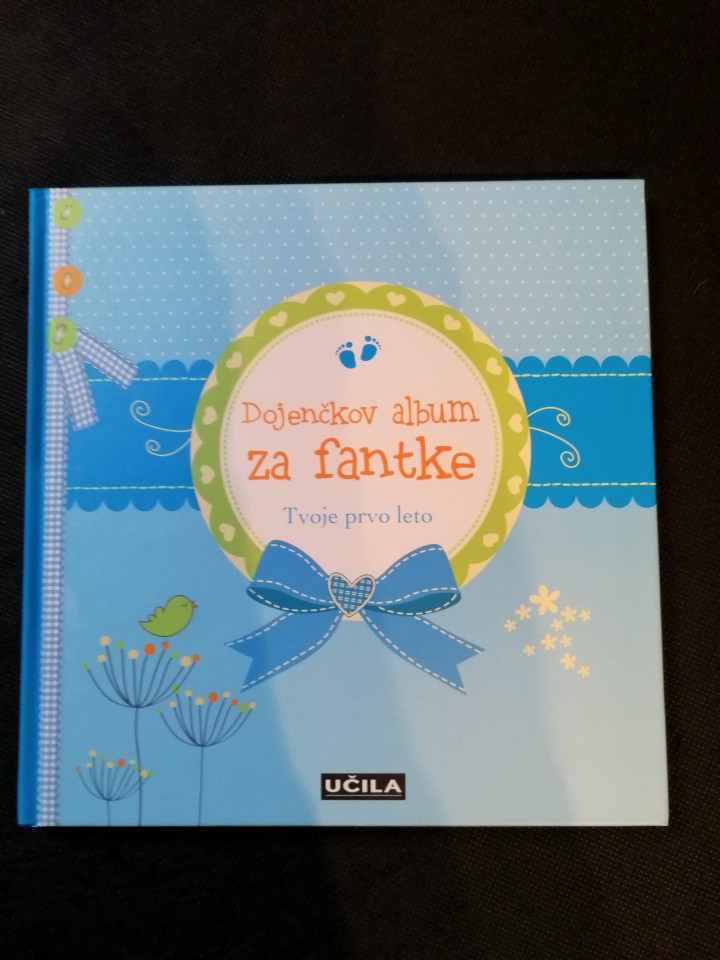 Dojenčkov album
za fantke
Tvoje prvo leto
UČILA